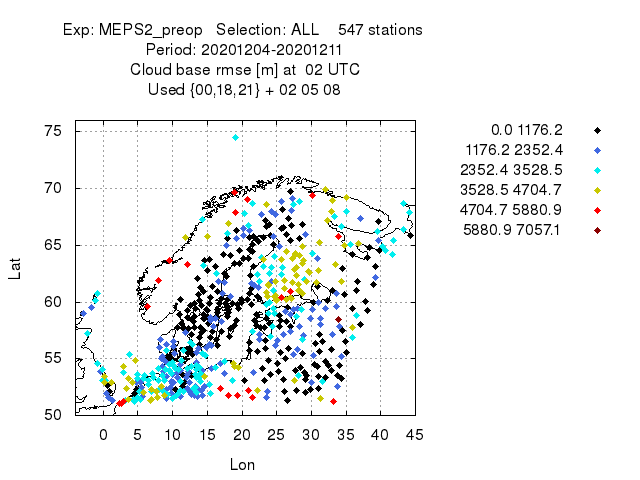 Exp: MEPS2_preop Selection: ALL 547 stations
Period: 20201204-20201211
Cloud base rmse [m] at 02 UTC
Used {00,18,21} + 02 05 08
0.0 1176.2
1176.2 2352.4
2352.4 3528.5
3528.5 4704.7
4704.7 5880.9
5880.9 7057.1
75
70
65
60
55
50
Lat
0 5 10 15 20 25 30 35 40 45
Lon